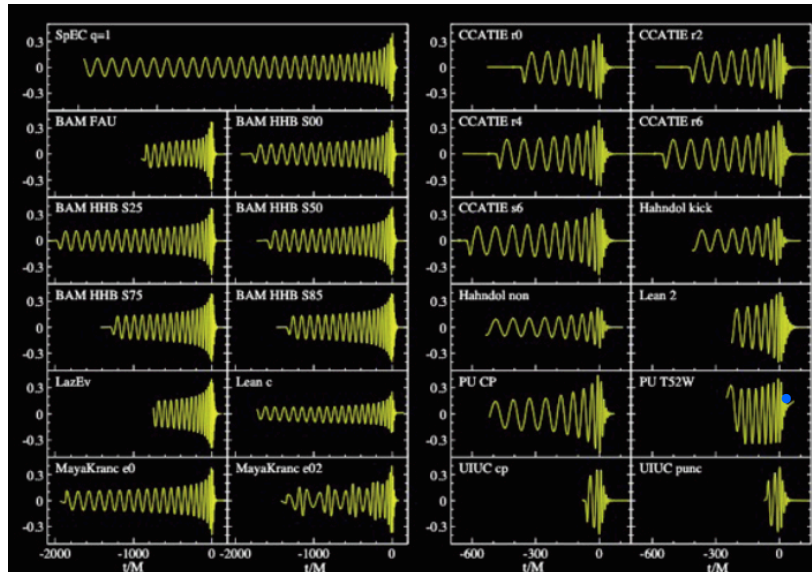 SpEC q=1
CCATIE r0
CCATIE r2
0.3
0
-0.3
0.3
0
-0.3
BAM FAU
BAM HHB S00
CCATIE r4
CCATIE r6
0.3
0
-0.3
0.3
0
-0.3
BAM HHB S25
BAM HHB S50
CCATIE s6
Hahndol kick
0.3
0
-0.3
0.3
0
-0.3
BAM HHB S75
BAM HHB S85
Hahndol non
Lean 2
0.3
0
-0.3
0.3
0
-0.3
LazEv
Lean c
PU CP
PU T52W
0.3
0
-0.3
0.3
0
-0.3
MayaKranc e0
MayaKranc e02
UIUC cp
UIUC punc
0.3
0
-0.3
0.3
0
-0.3
-2000 -1000 0 -2000 -1000 0 -600 -300 0 -600 -300 0
t/M t/M t/M t/M